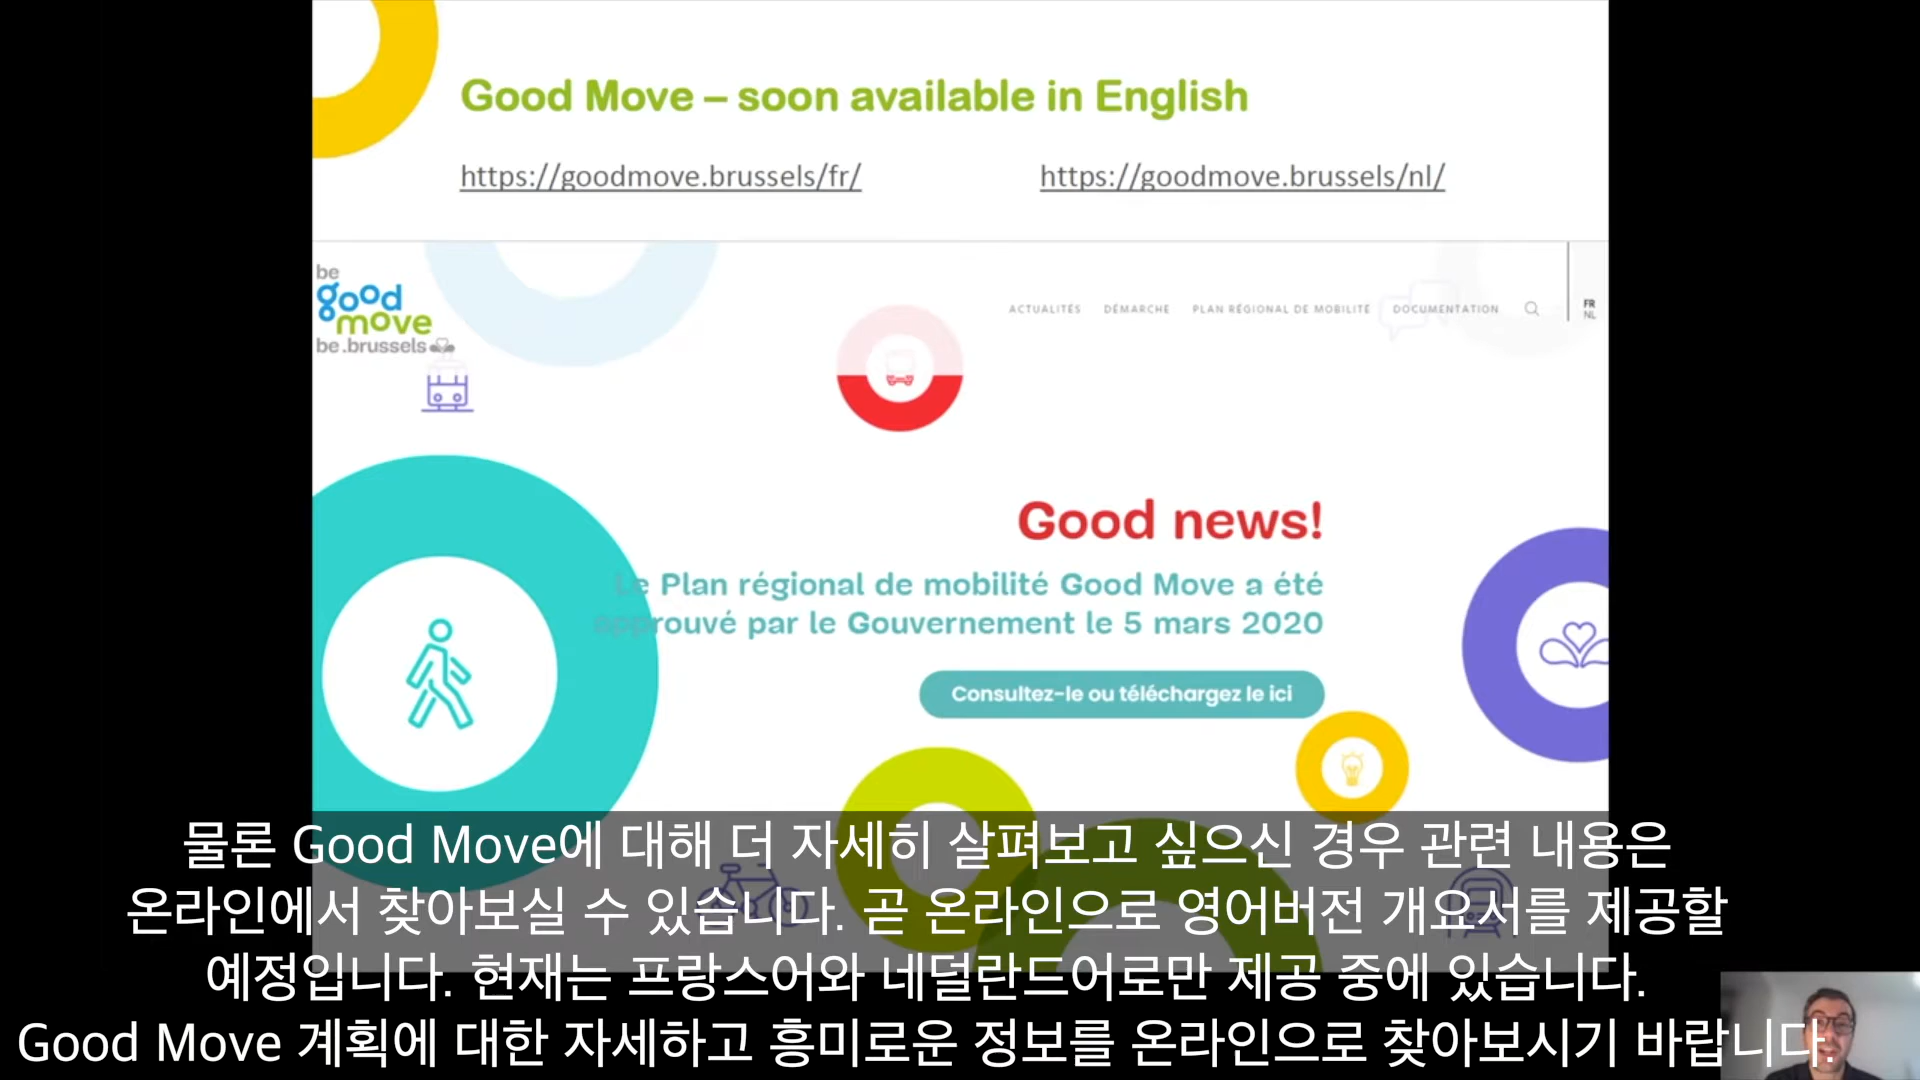 Good Move – soon available in English
https://goodmove.brussels/fr/
https://goodmove.brussels/nl/
be
good
move
be.brussels
ACTUALITÉS
DÉMARCHE
PLAN RÉGIONAL DE MOBILITÉ
DOCUMENTATION
FR
NL
Good news!
Le Plan régional de mobilité Good Move a été
approuvé par le Gouvernement le 5 mars 2020
Consultez-le ou téléchargez le ici
물론 Good Move에 대해 더 자세히 살펴보고 싶으신 경우 관련 내용은
온라인에서 찾아보실 수 있습니다. 곧 온라인으로 영어버전 개요서를 제공할
예정입니다. 현재는 프랑스어와 네덜란드어로만 제공 중에 있습니다.
Good Move 계획에 대한 자세하고 흥미로운 정보를 온라인으로 찾아보시기 바랍니다.